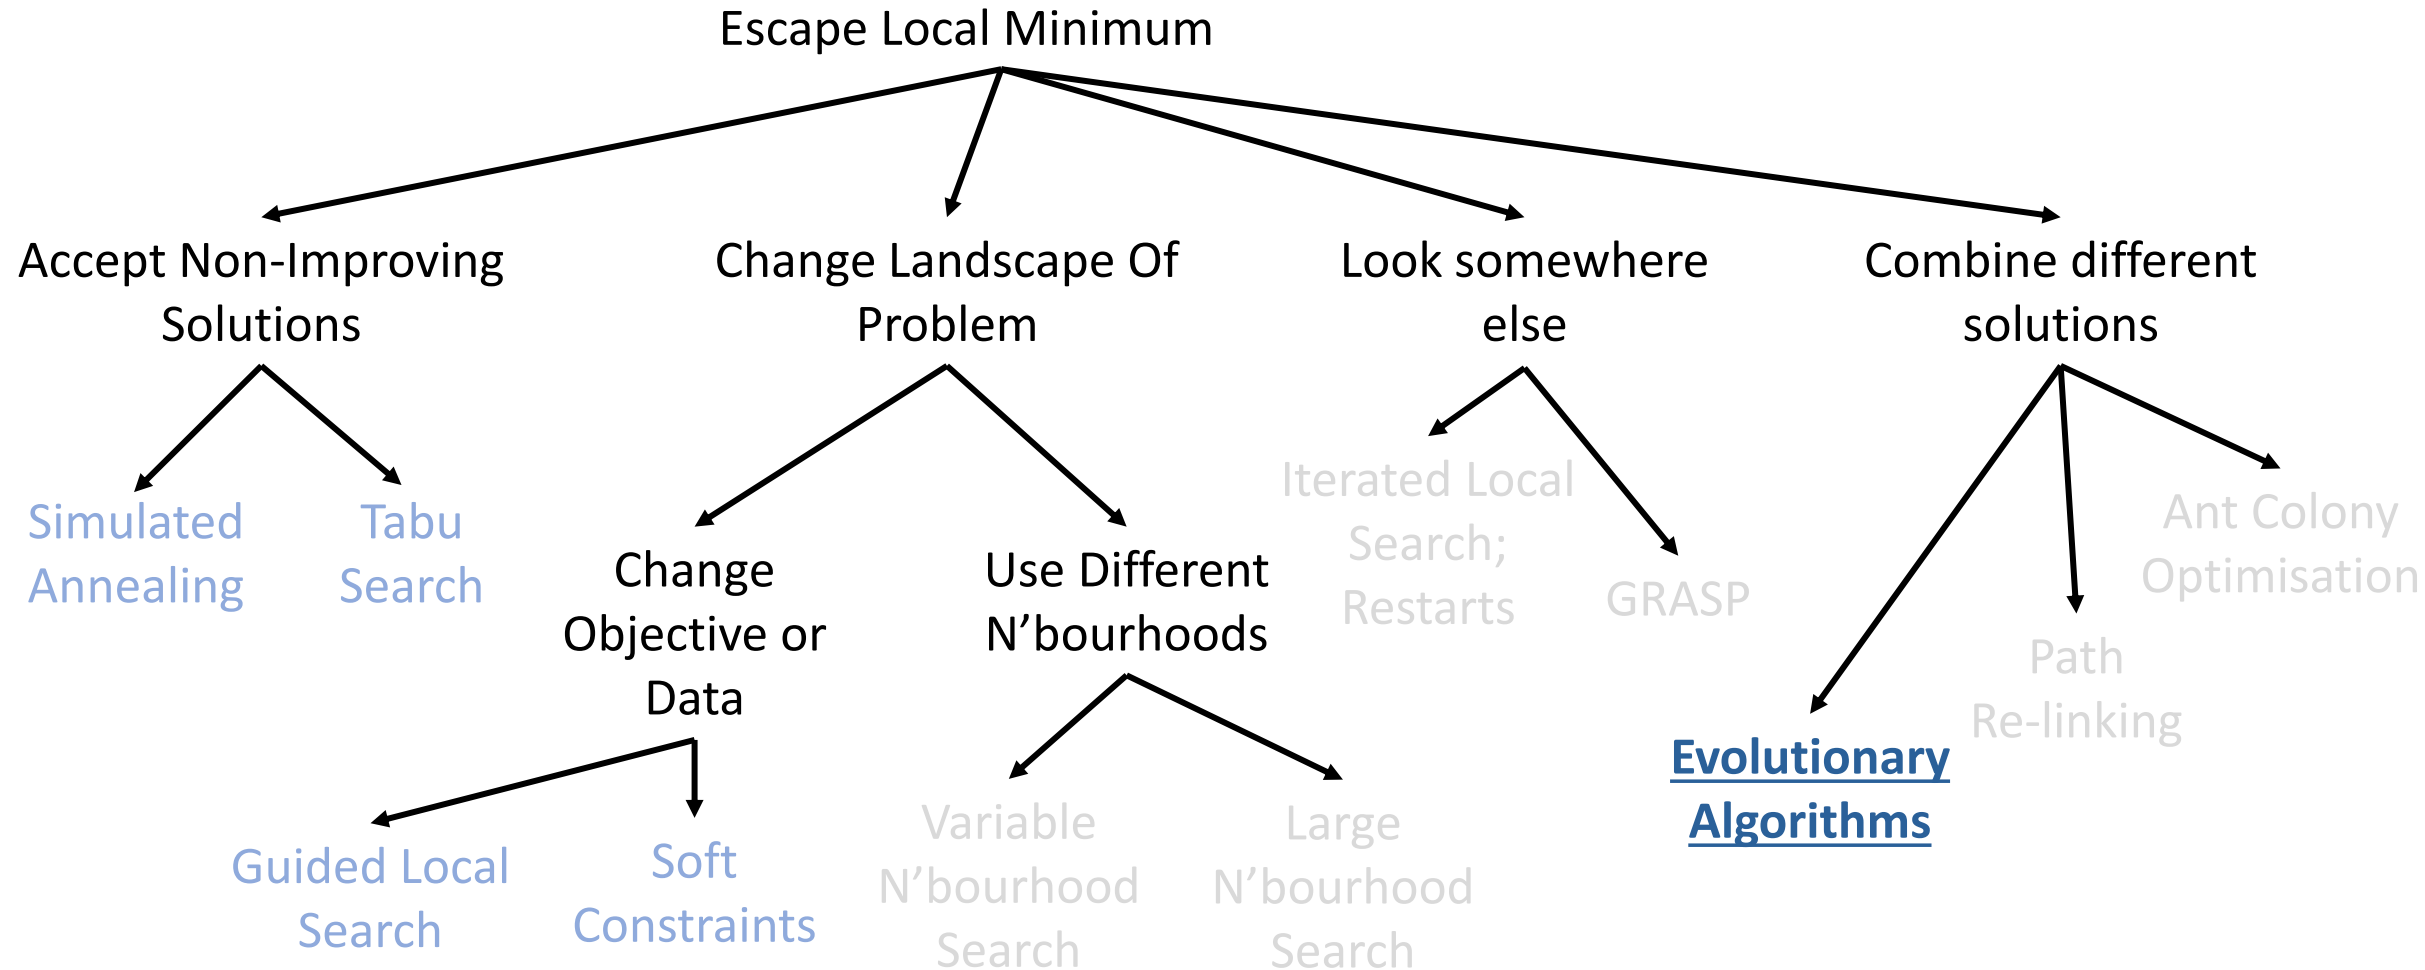 Escape Local Minimum
Accept Non-Improving
Solutions
Change Landscape Of
Problem
Look somewhere
else
Combine different
solutions
Simulated
Annealing
Tabu
Search
Change
Objective or
Data
Use Different
N’bourhoods
Iterated Local
Search;
Restarts
GRASP
Ant Colony
Optimisation
Path
Re-linking
Evolutionary
Algorithms
Guided Local
Search
Soft
Constraints
Variable
N’bourhood
Search
Large
N’bourhood
Search